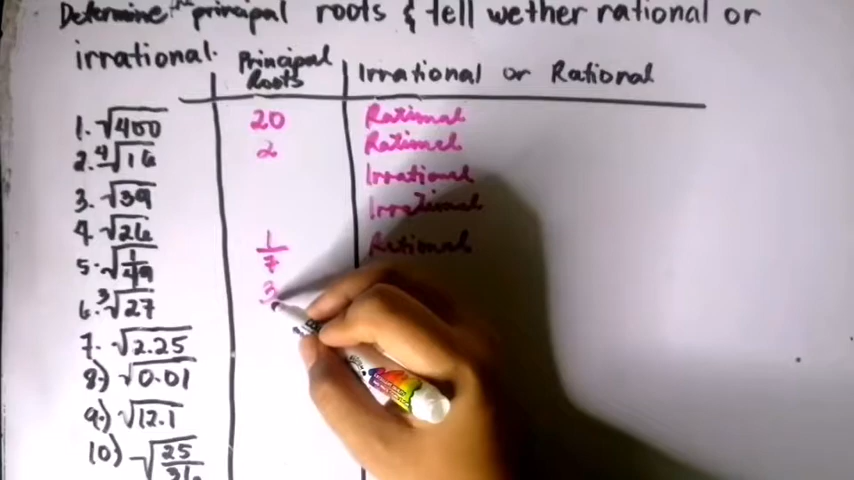 Determine the principal roots & tell wether rational or
irrational.
Principal Roots Irrational or Rational
1. √400 20 Rational
2. ⁴√16 2 Rational
3. √39 Irrational
4. √26 Irrational
5. √1/49 1/7 Rational
6. ³√27 3
7. √2.25
8) √0.01
9) √12.1
10) √25/36